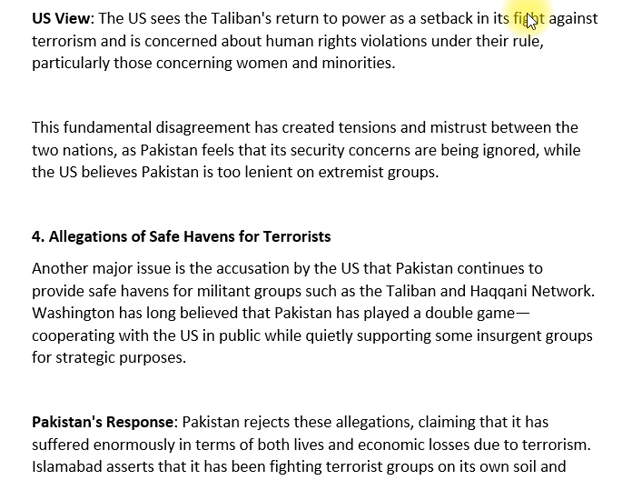 US View: The US sees the Taliban's return to power as a setback in its fight against
terrorism and is concerned about human rights violations under their rule,
particularly those concerning women and minorities.
This fundamental disagreement has created tensions and mistrust between the
two nations, as Pakistan feels that its security concerns are being ignored, while
the US believes Pakistan is too lenient on extremist groups.
4. Allegations of Safe Havens for Terrorists
Another major issue is the accusation by the US that Pakistan continues to
provide safe havens for militant groups such as the Taliban and Haqqani Network.
Washington has long believed that Pakistan has played a double game—
cooperating with the US in public while quietly supporting some insurgent groups
for strategic purposes.
Pakistan's Response: Pakistan rejects these allegations, claiming that it has
suffered enormously in terms of both lives and economic losses due to terrorism.
Islamabad asserts that it has been fighting terrorist groups on its own soil and